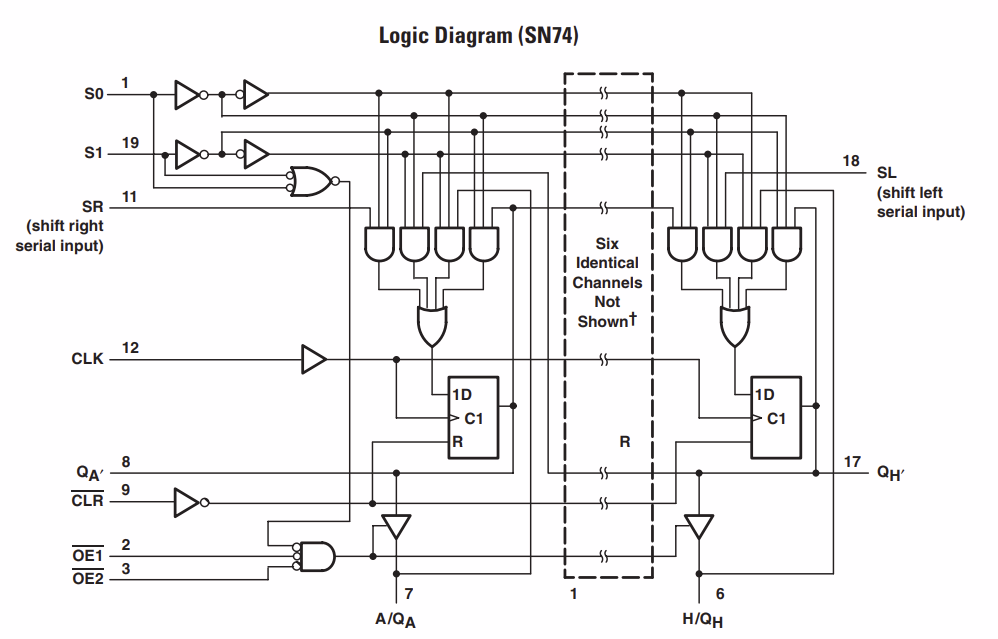 Logic Diagram (SN74)
S0 1
S1 19
SR 11
(shift right
serial input)
18 SL
(shift left
serial input)
Six
Identical
Channels
Not
Shown†
CLK 12
1D
C1
R
R
1D
C1
QA′ 8
17 QH′
CLR 9
OE1 2
OE2 3
7
A/QA
1
6
H/QH